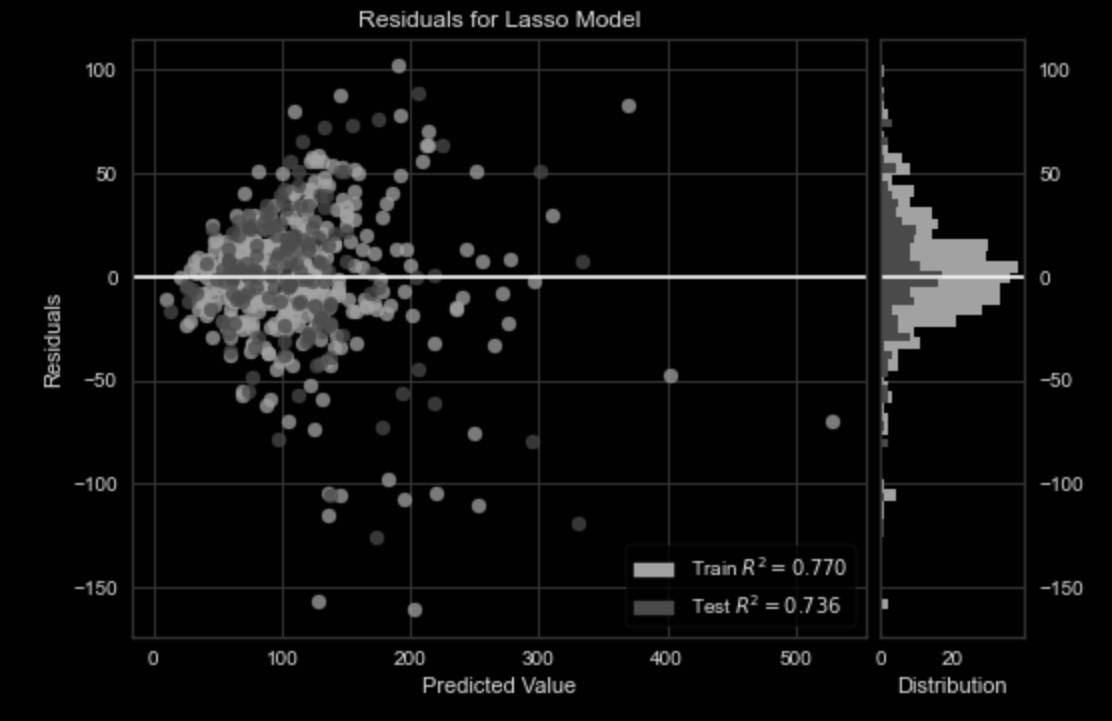 Residuals for Lasso Model
Residuals
100
50
0
−50
−100
−150
0 100 200 300 400 500
Predicted Value
Train R² = 0.770
Test R² = 0.736
100
50
0
−50
−100
−150
0 20
Distribution